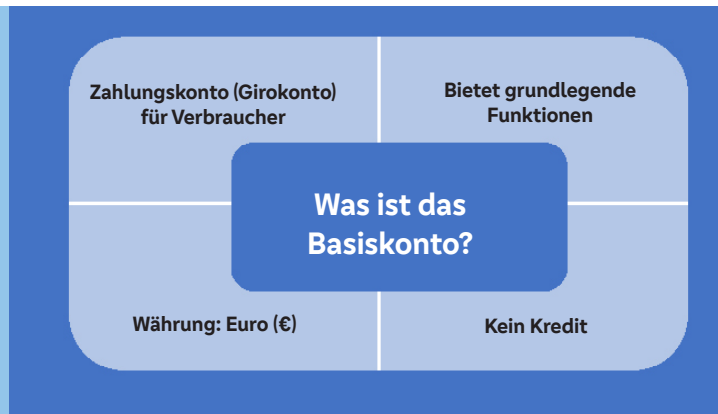 Zahlungskonto (Girokonto)
für Verbraucher
Bietet grundlegende
Funktionen
Was ist das
Basiskonto?
Währung: Euro (€)
Kein Kredit